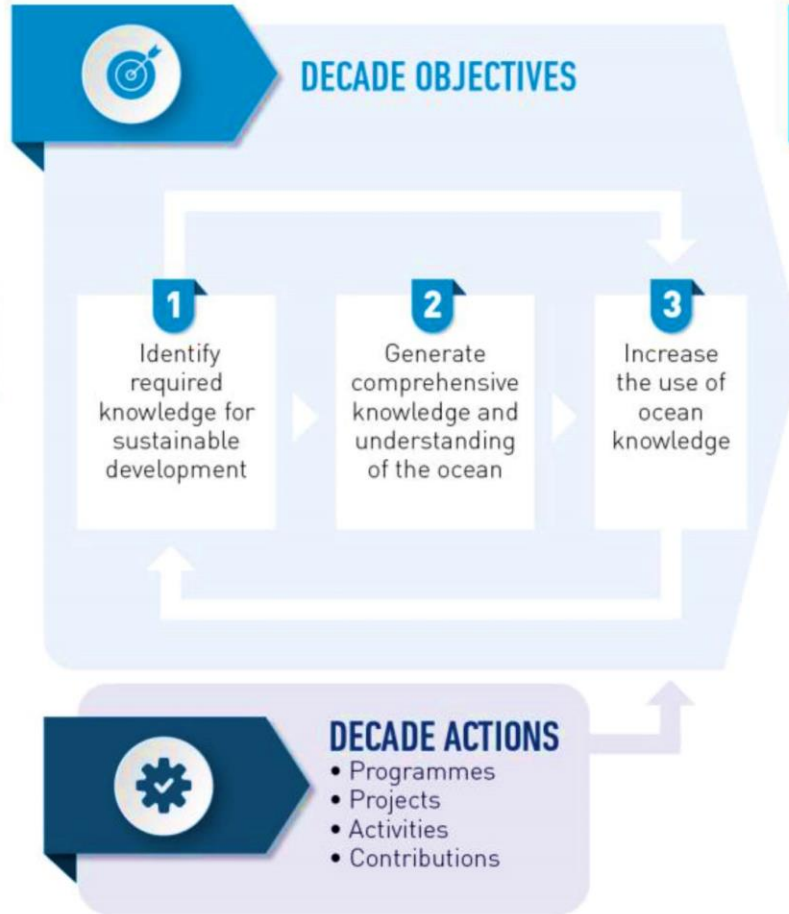 DECADE OBJECTIVES
1
Identify
required
knowledge for
sustainable
development
2
Generate
comprehensive
knowledge and
understanding
of the ocean
3
Increase
the use of
ocean
knowledge
DECADE ACTIONS
• Programmes
• Projects
• Activities
• Contributions